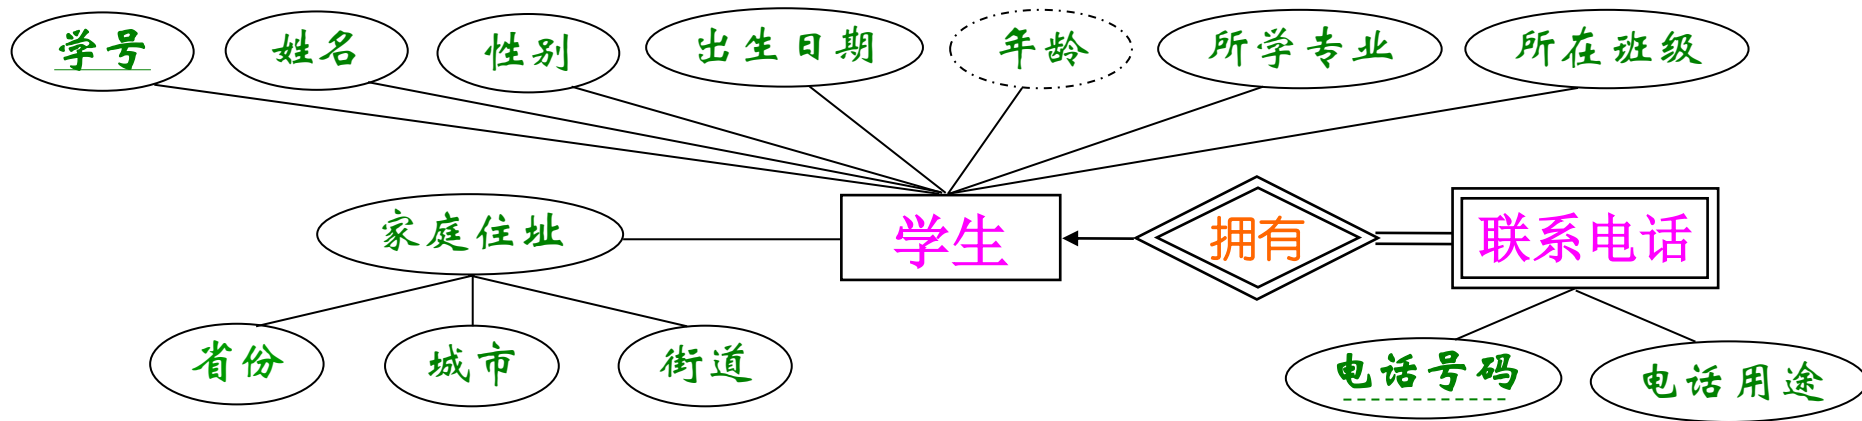 学号 姓名 性别 出生日期 年龄 所学专业 所在班级
家庭住址 学生 拥有 联系电话
省份 城市 街道 电话号码 电话用途